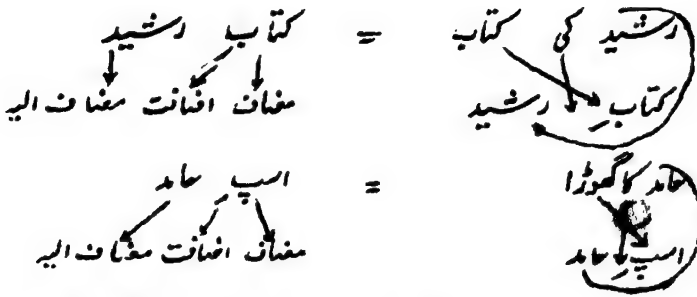 رشید کی کتاب = کتابِ رشید
کتابِ رشید مضاف اضافت مضاف الیہ
حامد کا گھوڑا = اسپِ حامد
اسپِ حامد مضاف اضافت مضاف الیہ